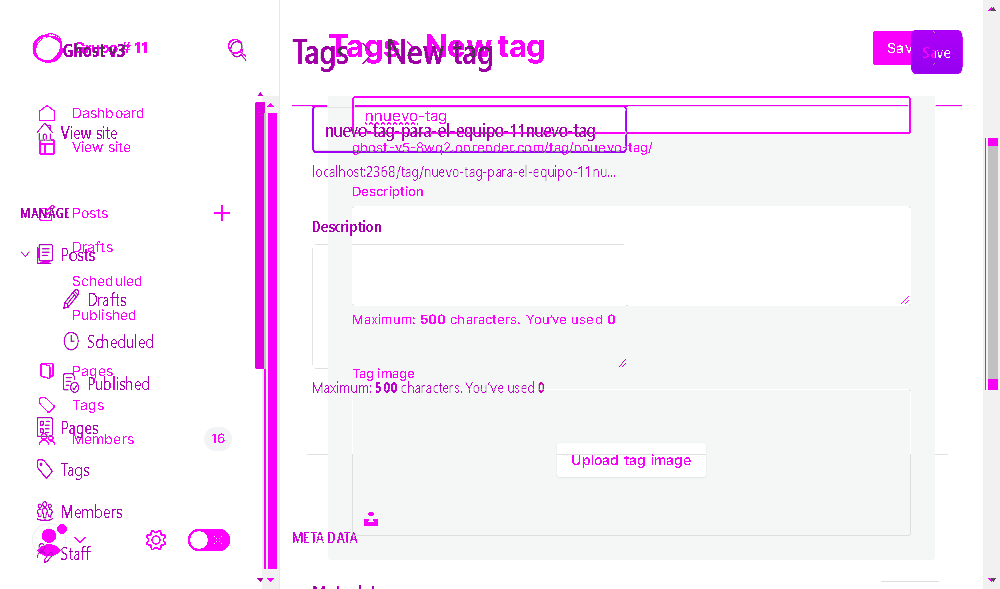 Ghost v3
Grupo # 11
Tags New tag
Tags New tag
Sav
Save
Dashboard
View site
View site
nnuevo-tag
nuevo-tag-para-el-equipo-11nuevo-tag
ghost-v5-8wq2.onrender.com/tag/nnuevo-tag/
localhost:2368/tag/nuevo-tag-para-el-equipo-11nu...
Description
MANAGE
Posts
Description
Drafts
Posts
Scheduled
Drafts
Published
Maximum: 500 characters. You've used 0
Scheduled
Pages
Tag image
Published
Maximum: 500 characters. You've used 0
Tags
Pages
Members
16
Upload tag image
Tags
Members
META DATA
Staff